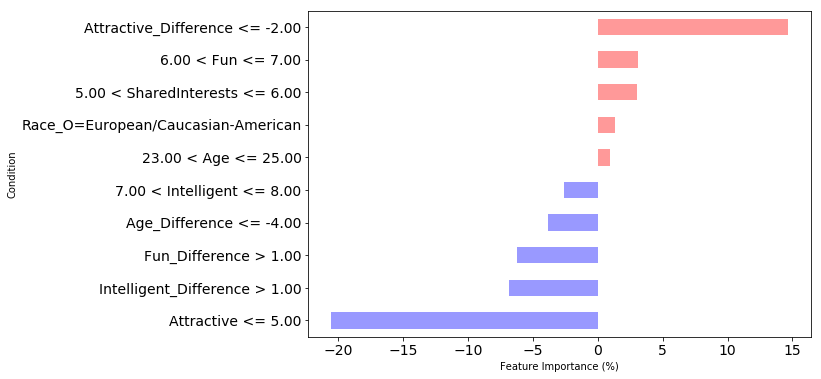 Attractive_Difference <= -2.00
6.00 < Fun <= 7.00
5.00 < SharedInterests <= 6.00
Race_O=European/Caucasian-American
23.00 < Age <= 25.00
7.00 < Intelligent <= 8.00
Age_Difference <= -4.00
Fun_Difference > 1.00
Intelligent_Difference > 1.00
Attractive <= 5.00
Condition
−20 −15 −10 −5 0 5 10 15
Feature Importance (%)